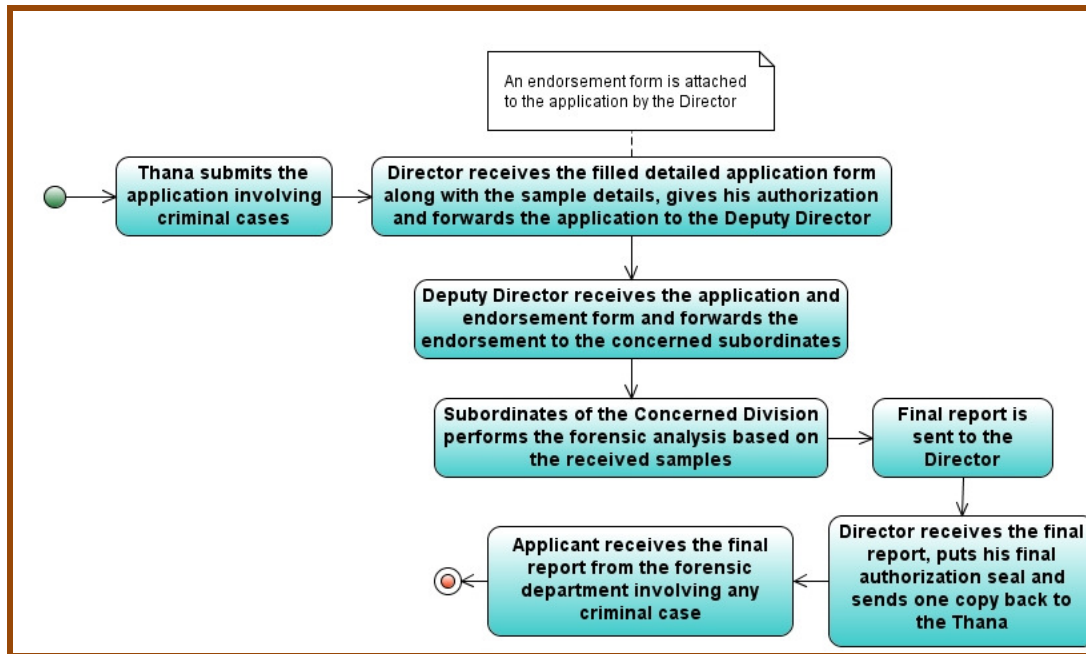 An endorsement form is attached
to the application by the Director
Thana submits the
application involving
criminal cases
Director receives the filled detailed application form
along with the sample details, gives his authorization
and forwards the application to the Deputy Director
Deputy Director receives the application and
endorsement form and forwards the
endorsement to the concerned subordinates
Subordinates of the Concerned Division
performs the forensic analysis based on
the received samples
Final report is
sent to the
Director
Director receives the final
report, puts his final
authorization seal and
sends one copy back to
the Thana
Applicant receives the final
report from the forensic
department involving any
criminal case